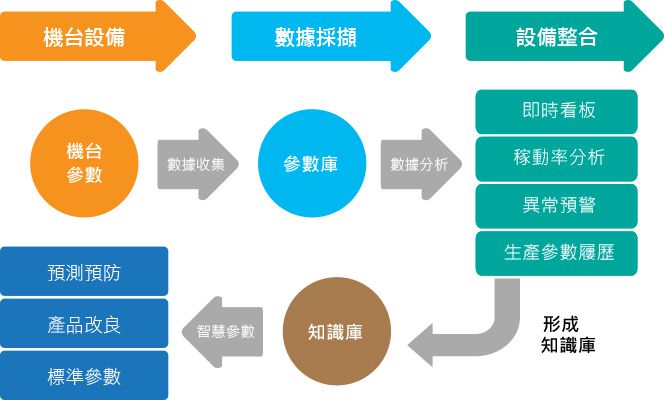 機台設備
數據採擷
設備整合
機台
參數
數據收集
參數庫
數據分析
即時看板
稼動率分析
異常預警
生產參數履歷
預測預防
產品改良
標準參數
智慧參數
知識庫
形成
知識庫